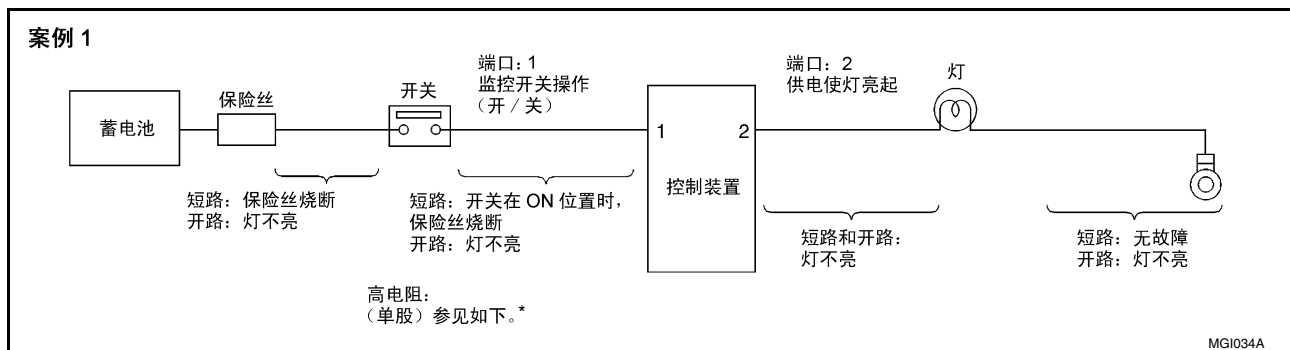 案例 1
端口：1
监控开关操作
（开／关）
端口：2
供电使灯亮起
灯
开关
保险丝
蓄电池
1
2
控制装置
短路：保险丝烧断
开路：灯不亮
短路：开关在 ON 位置时，
保险丝烧断
开路：灯不亮
短路和开路：
灯不亮
短路：无故障
开路：灯不亮
高电阻：
（单股）参见如下。*
MGI034A